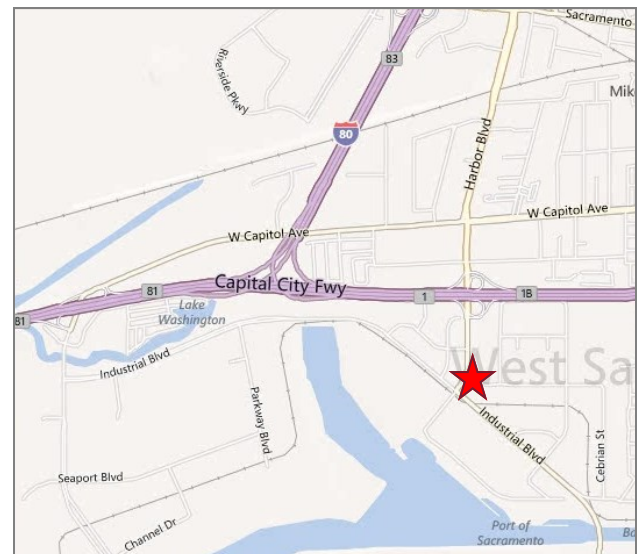 Sacramento
83
Riverside Pkwy
Mik
80
Harbor Blvd
W Capitol Ave
W Capitol Ave
Capital City Fwy
81
1
1B
81
Lake
Washington
Industrial Blvd
West Sa
Parkway Blvd
Industrial Blvd
Cebrian St
Seaport Blvd
Channel Dr
Port of
Sacramento
Ba